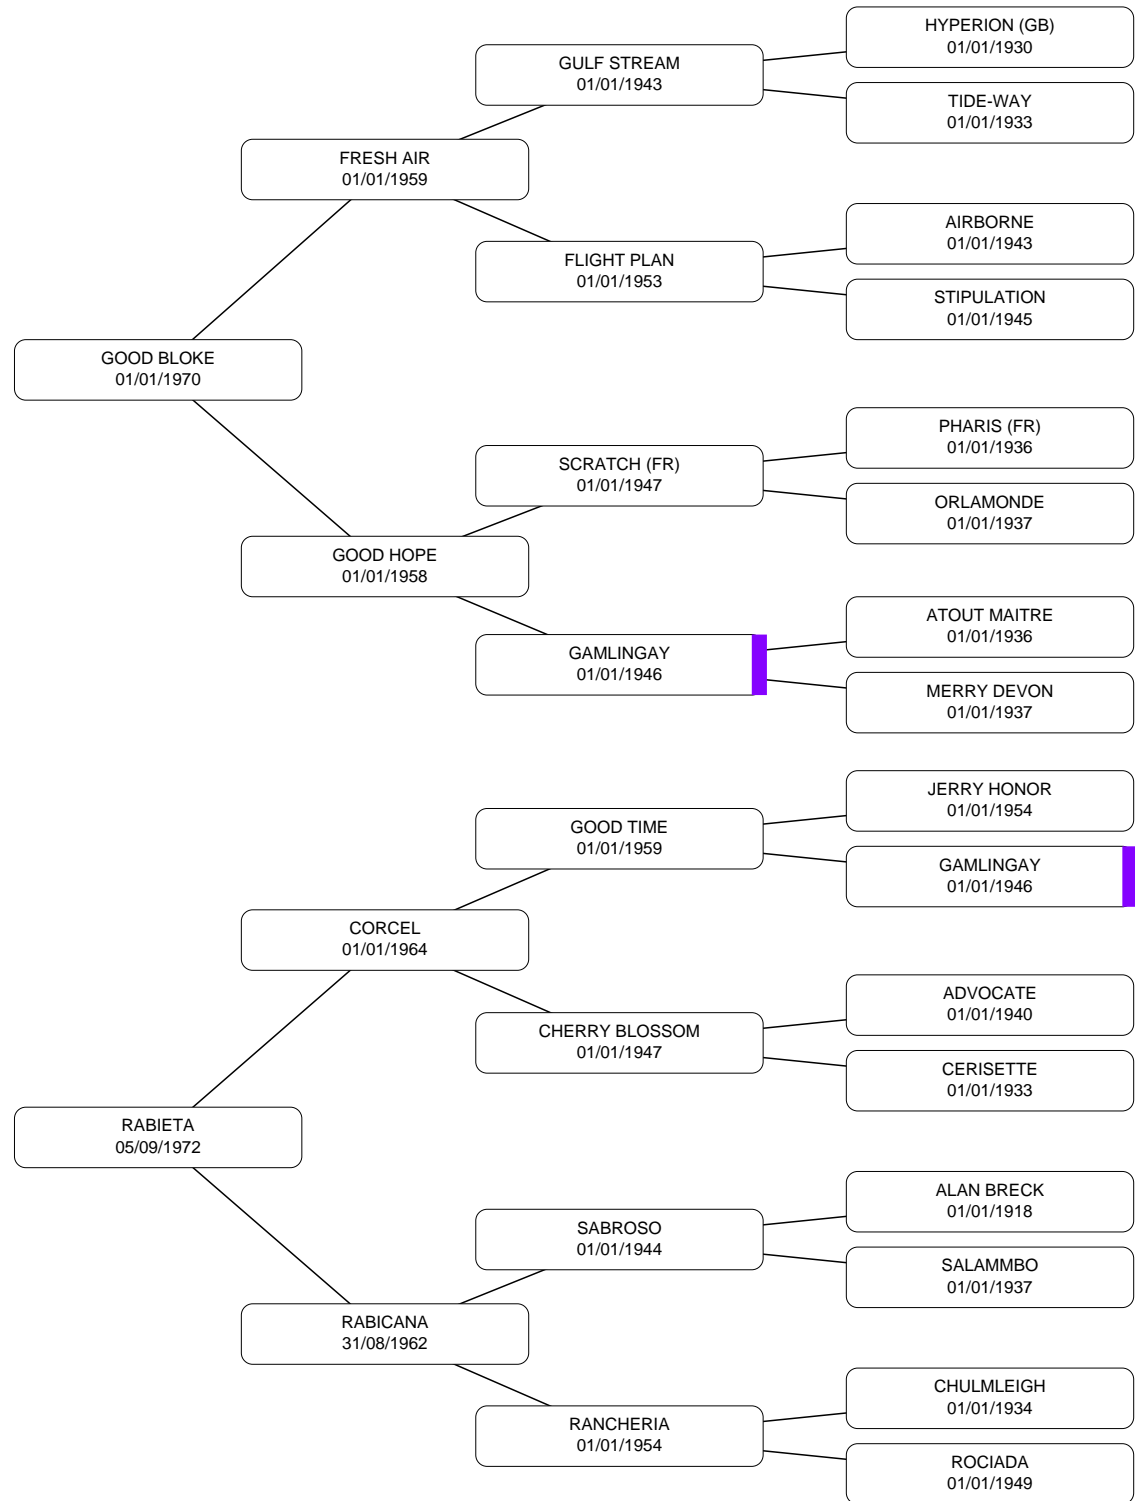 HYPERION (GB)
01/01/1930
GULF STREAM
01/01/1943
TIDE-WAY
01/01/1933
FRESH AIR
01/01/1959
AIRBORNE
01/01/1943
FLIGHT PLAN
01/01/1953
STIPULATION
01/01/1945
GOOD BLOKE
01/01/1970
PHARIS (FR)
01/01/1936
SCRATCH (FR)
01/01/1947
ORLAMONDE
01/01/1937
GOOD HOPE
01/01/1958
ATOUT MAITRE
01/01/1936
GAMLINGAY
01/01/1946
MERRY DEVON
01/01/1937
JERRY HONOR
01/01/1954
GOOD TIME
01/01/1959
GAMLINGAY
01/01/1946
CORCEL
01/01/1964
ADVOCATE
01/01/1940
CHERRY BLOSSOM
01/01/1947
CERISETTE
01/01/1933
RABIETA
05/09/1972
ALAN BRECK
01/01/1918
SABROSO
01/01/1944
SALAMMBO
01/01/1937
RABICANA
31/08/1962
CHULMLEIGH
01/01/1934
RANCHERIA
01/01/1954
ROCIADA
01/01/1949